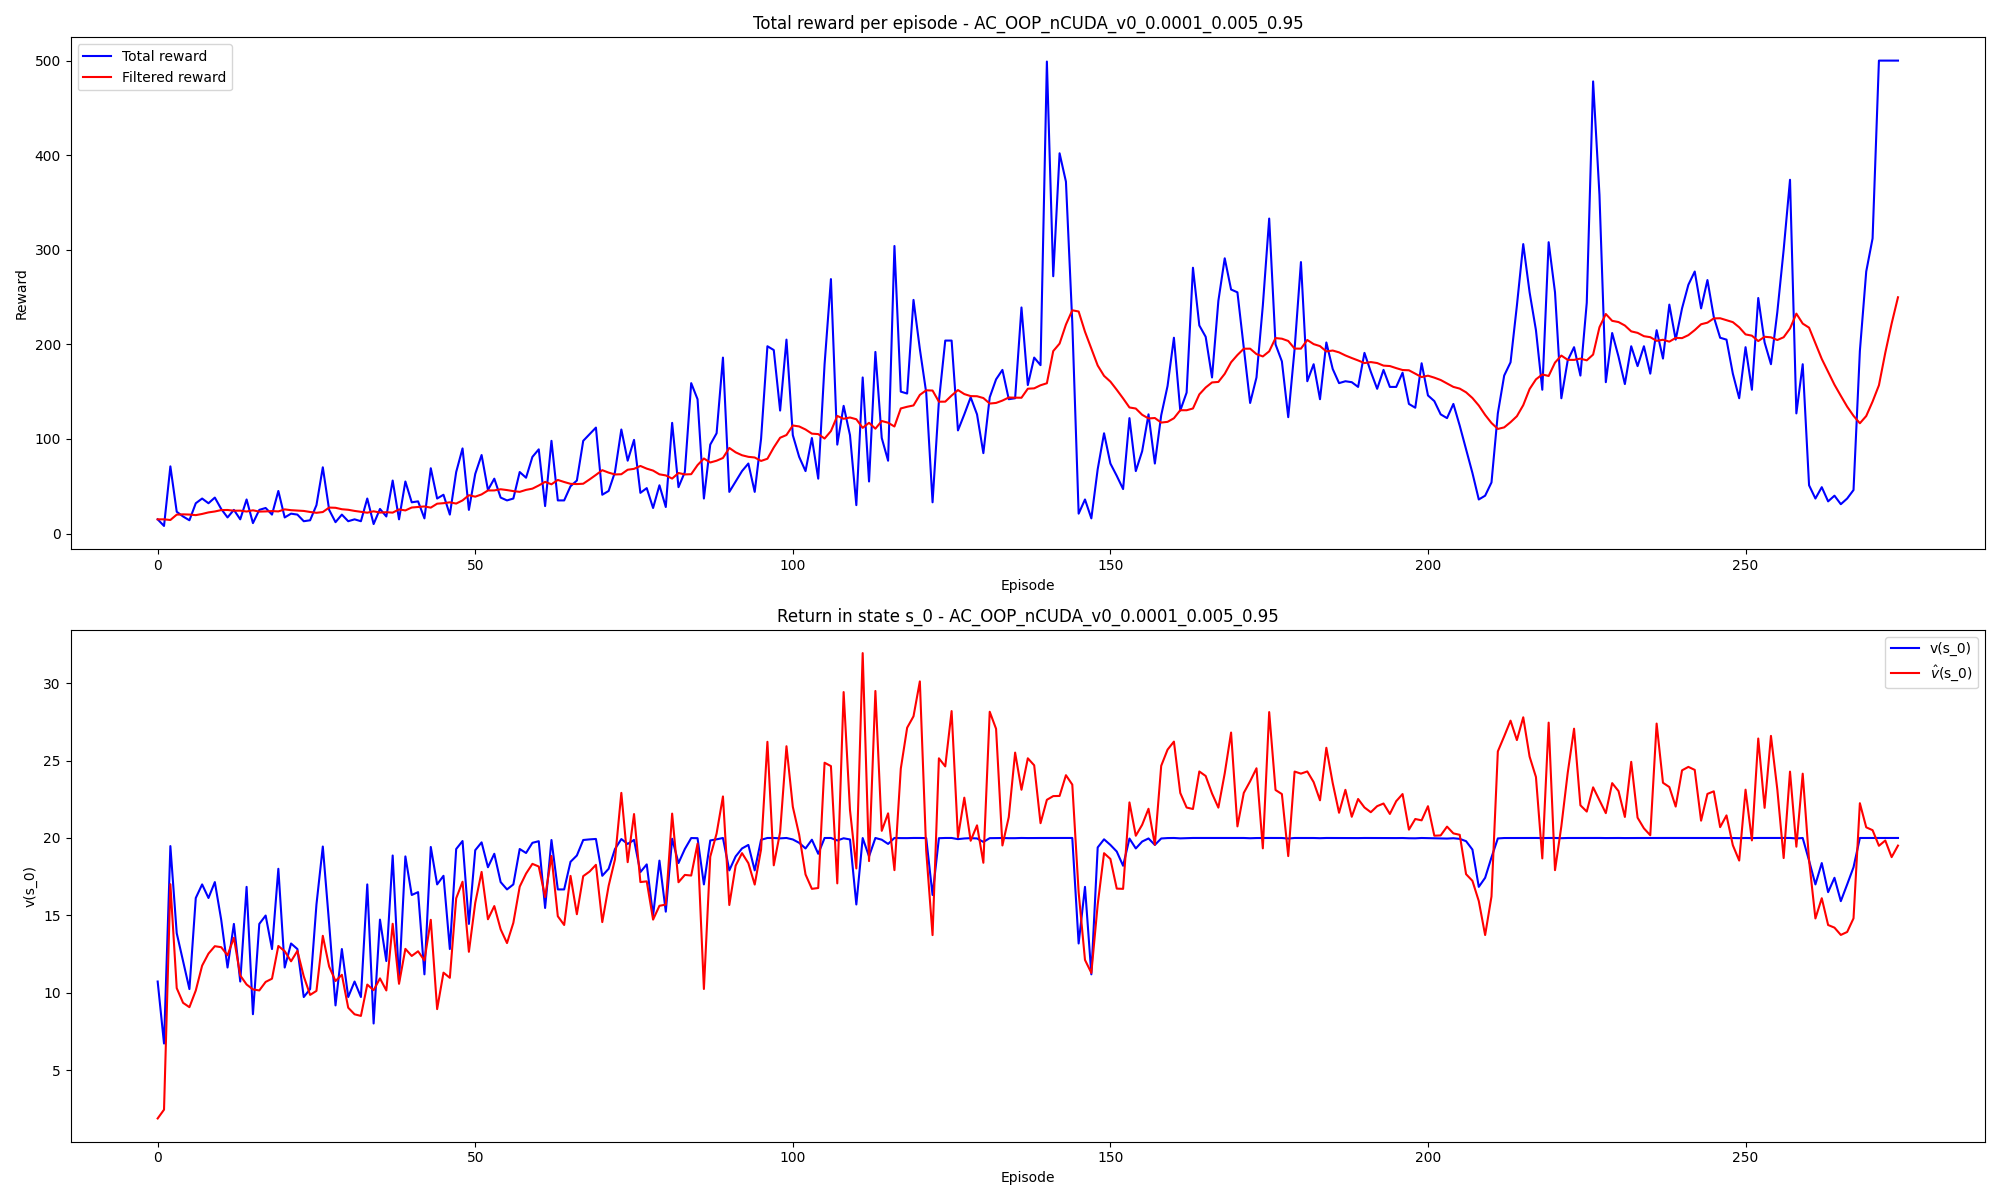 Total reward per episode - AC_OOP_nCUDA_v0_0.0001_0.005_0.95
Total reward
Filtered reward
500
400
300
200
100
0
Reward
0 50 100 150 200 250
Episode
Return in state s_0 - AC_OOP_nCUDA_v0_0.0001_0.005_0.95
v(s_0)
v̂(s_0)
30
25
20
15
10
5
v(s_0)
0 50 100 150 200 250
Episode